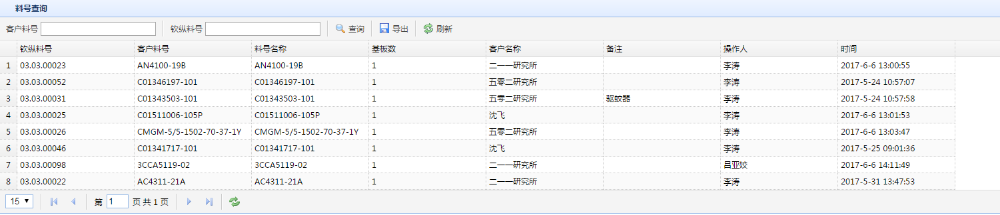 料号查询
客户料号 钦纵料号 查询 导出 刷新
钦纵料号 客户料号 料号名称 基板数 客户名称 备注 操作人 时间
1 03.03.00023 AN4100-19B AN4100-19B 1 二一一研究所 李涛 2017-6-6 13:00:55
2 03.03.00052 C01346197-101 C01346197-101 1 五零二研究所 李涛 2017-5-24 10:57:07
3 03.03.00031 C01343503-101 C01343503-101 1 五零二研究所 驱蚊器 李涛 2017-5-24 10:57:58
4 03.03.00025 C01511006-105P C01511006-105P 1 沈飞 李涛 2017-6-6 13:01:53
5 03.03.00026 CMGM-5/5-1502-70-37-1Y CMGM-5/5-1502-70-37-1Y 1 五零二研究所 李涛 2017-6-6 13:03:47
6 03.03.00046 C01341717-101 C01341717-101 1 沈飞 李涛 2017-5-25 09:01:36
7 03.03.00098 3CCA5119-02 3CCA5119-02 1 二一一研究所 吕亚姣 2017-6-6 14:11:49
8 03.03.00022 AC4311-21A AC4311-21A 1 二一一研究所 李涛 2017-5-31 13:47:53
15 第 1 页 共 1 页